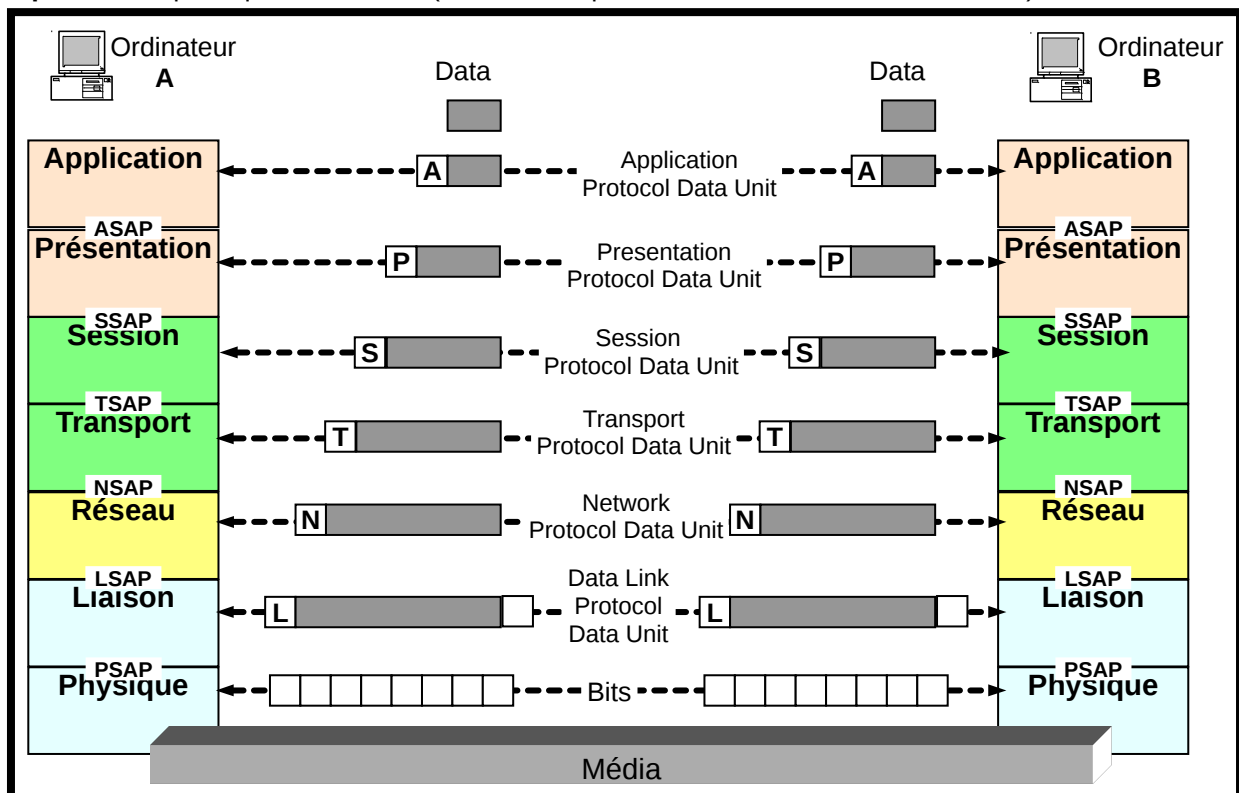 Ordinateur
A
Data
Data
Ordinateur
B
Application
A
Application
Protocol Data Unit
A
Application
ASAP
ASAP
Présentation
P
Presentation
Protocol Data Unit
P
Présentation
SSAP
SSAP
Session
S
Session
Protocol Data Unit
S
Session
TSAP
TSAP
Transport
T
Transport
Protocol Data Unit
T
Transport
NSAP
NSAP
Réseau
N
Network
Protocol Data Unit
N
Réseau
LSAP
LSAP
Liaison
L
Data Link
Protocol
Data Unit
L
Liaison
PSAP
PSAP
Physique
Bits
Physique
Média